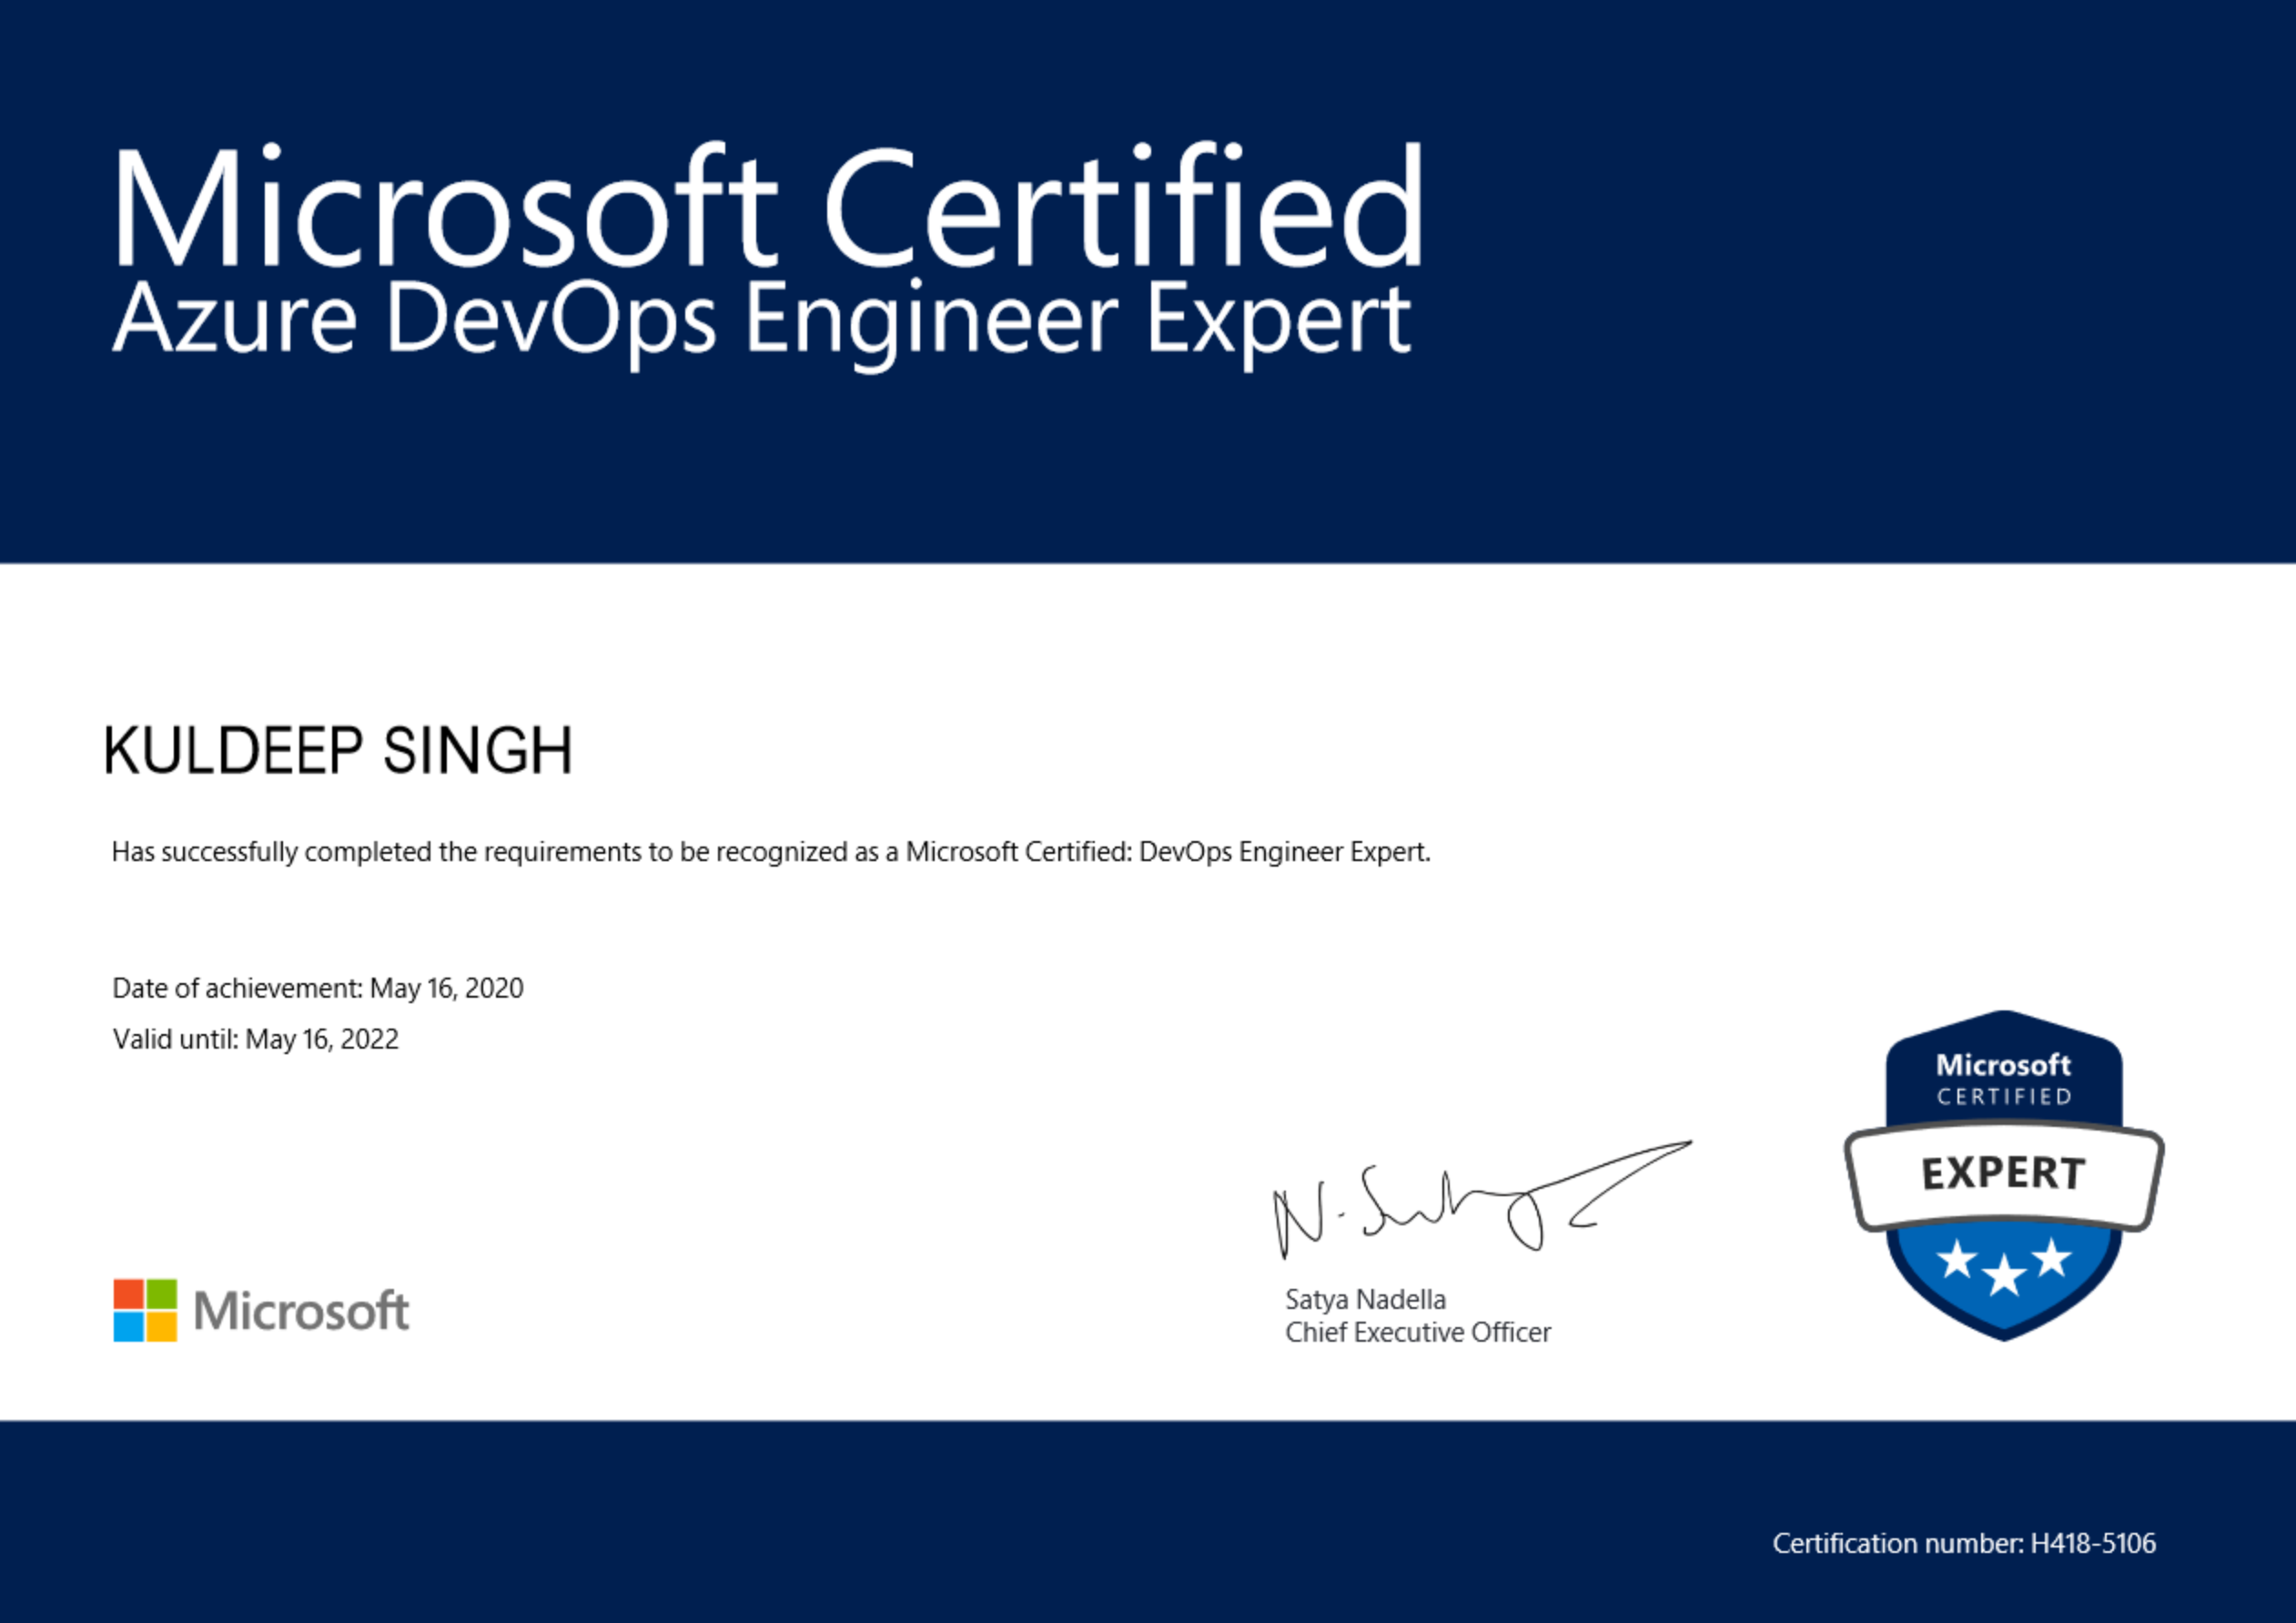 Microsoft Certified
Azure DevOps Engineer Expert
KULDEEP SINGH
Has successfully completed the requirements to be recognized as a Microsoft Certified: DevOps Engineer Expert.
Date of achievement: May 16, 2020
Valid until: May 16, 2022
Microsoft
CERTIFIED
EXPERT
Satya Nadella
Chief Executive Officer
Microsoft
Certification number: H418-5106